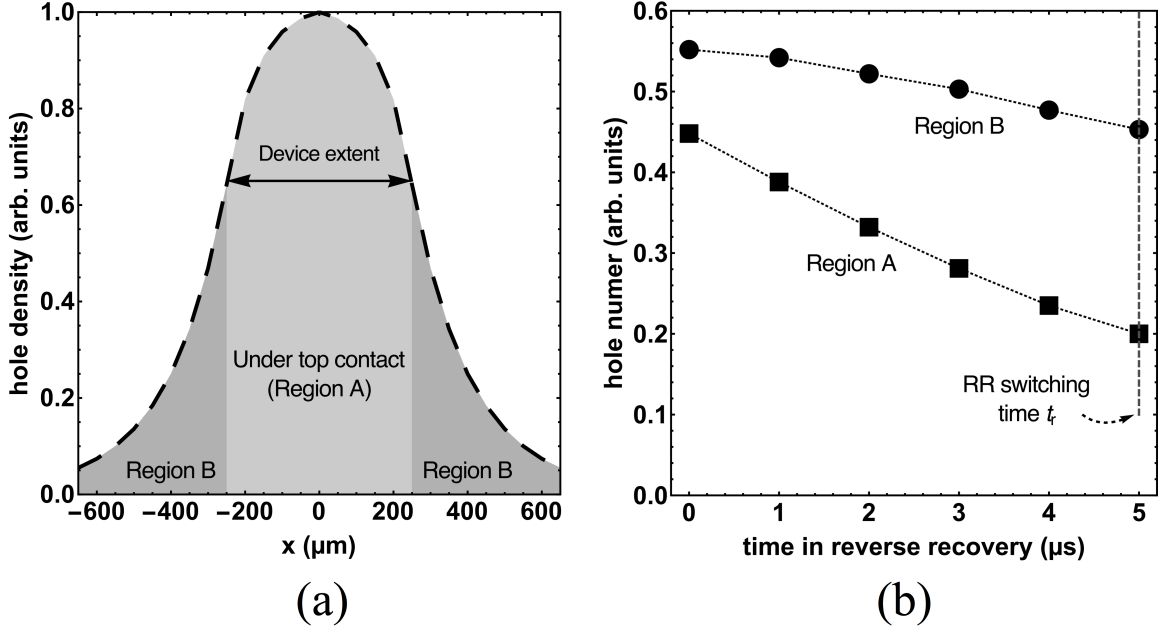 1.0
0.8
0.6
0.4
0.2
0.0
hole density (arb. units)
Device extent
Under top contact
(Region A)
Region B
Region B
−600 −400 −200 0 200 400 600
x (µm)
(a)
0.6
0.5
0.4
0.3
0.2
0.1
0.0
hole numer (arb. units)
Region B
Region A
RR switching
time tr
0 1 2 3 4 5
time in reverse recovery (µs)
(b)